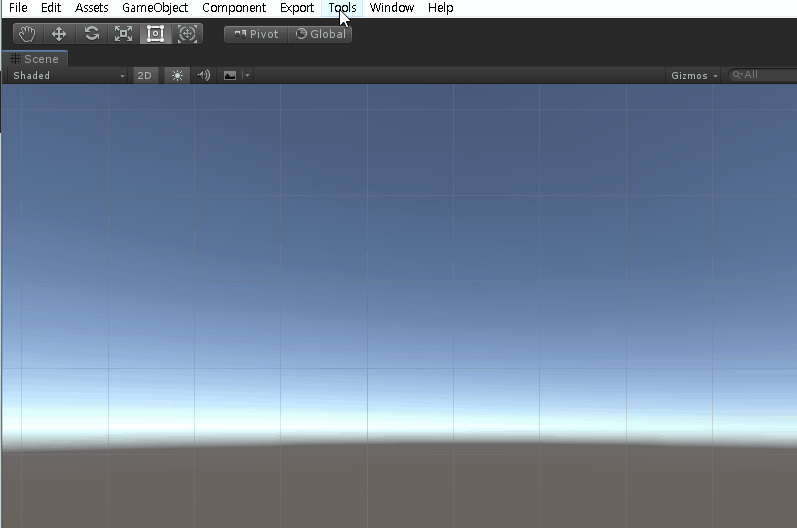 File Edit Assets GameObject Component Export Tools Window Help
Pivot Global
Scene
Shaded 2D Gizmos All